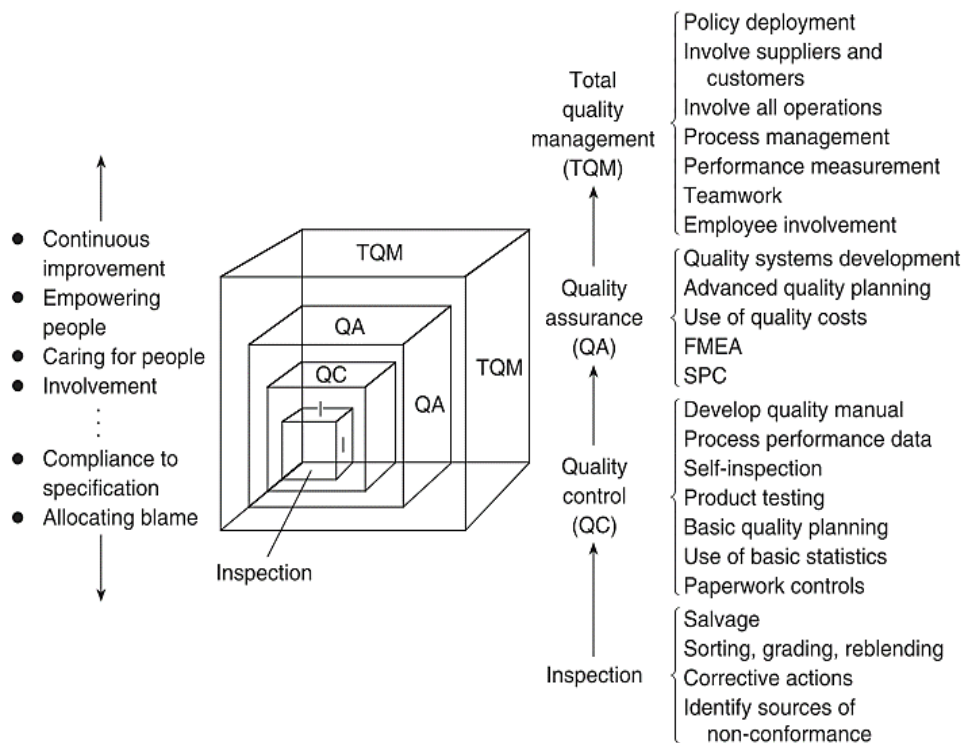 ● Continuous
improvement
● Empowering
people
● Caring for people
● Involvement
● Compliance to
specification
● Allocating blame
TQM
TQM
QA
QA
QC
I
I
Inspection
Total
quality
management
(TQM)
Policy deployment
Involve suppliers and
customers
Involve all operations
Process management
Performance measurement
Teamwork
Employee involvement
Quality
assurance
(QA)
Quality systems development
Advanced quality planning
Use of quality costs
FMEA
SPC
Quality
control
(QC)
Develop quality manual
Process performance data
Self-inspection
Product testing
Basic quality planning
Use of basic statistics
Paperwork controls
Inspection
Salvage
Sorting, grading, reblending
Corrective actions
Identify sources of
non-conformance